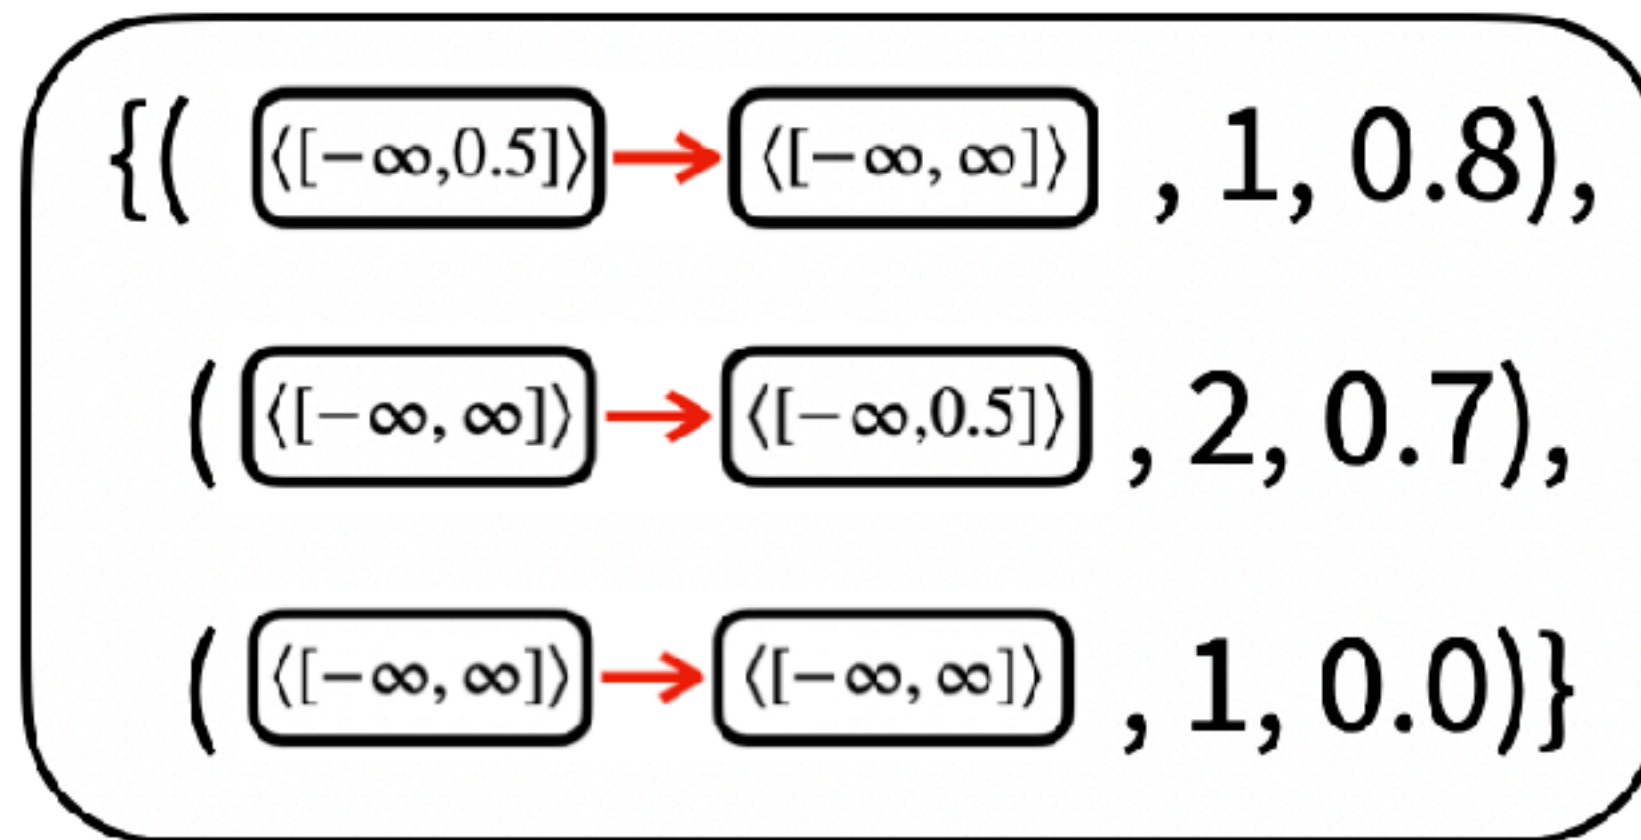 {( ⟨[−∞,0.5]⟩ → ⟨[−∞, ∞]⟩ , 1, 0.8),
( ⟨[−∞, ∞]⟩ → ⟨[−∞,0.5]⟩ , 2, 0.7),
( ⟨[−∞, ∞]⟩ → ⟨[−∞, ∞]⟩ , 1, 0.0)}